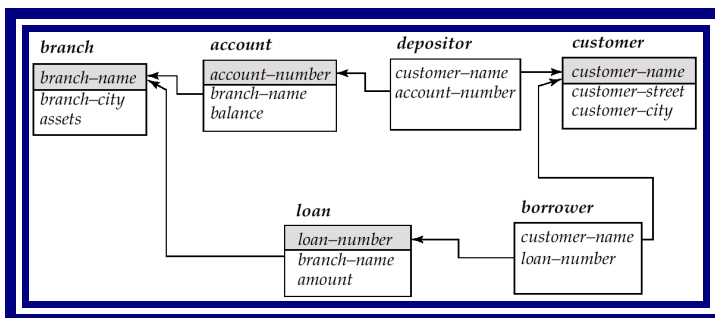 branch
branch–name
branch–city
assets
account
account–number
branch–name
balance
depositor
customer–name
account–number
customer
customer–name
customer–street
customer–city
loan
loan–number
branch–name
amount
borrower
customer–name
loan–number